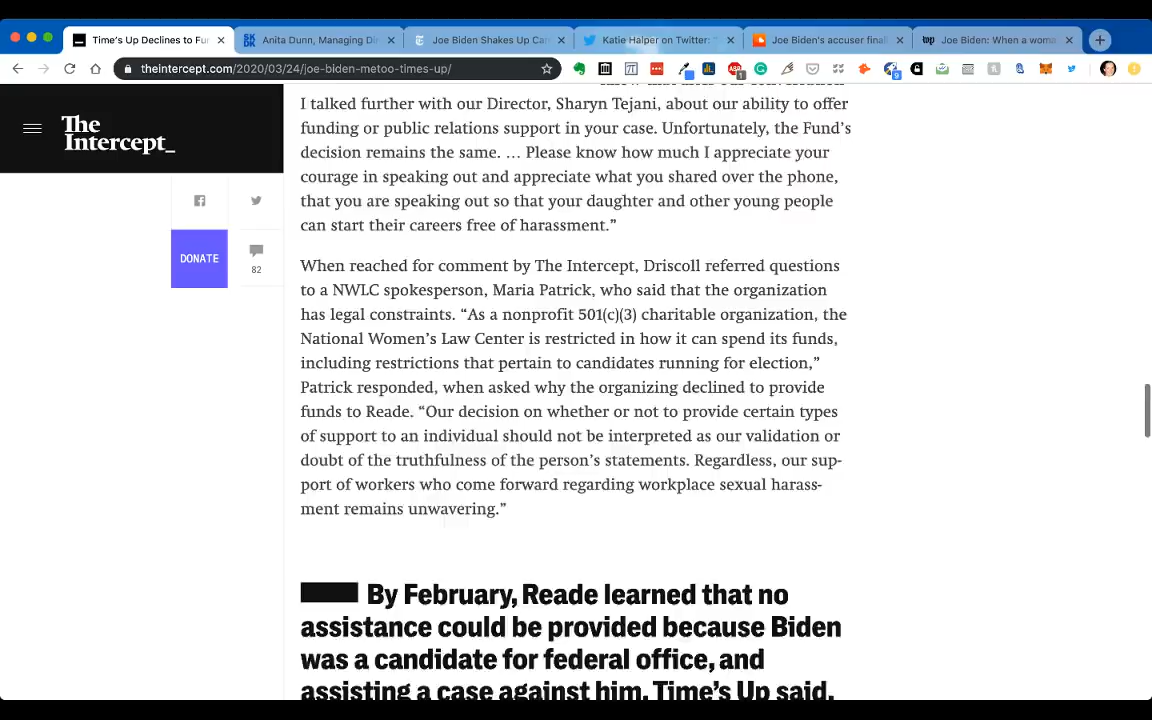 Time's Up Declines to Fu
Anita Dunn, Managing Di
Joe Biden Shakes Up Ca
Katie Halper on Twitter: "
Joe Biden's accuser final
wp Joe Biden: When a woma
theintercept.com/2020/03/24/joe-biden-metoo-times-up/
The
Intercept_
DONATE
82
I talked further with our Director, Sharyn Tejani, about our ability to offer
funding or public relations support in your case. Unfortunately, the Fund's
decision remains the same. … Please know how much I appreciate your
courage in speaking out and appreciate what you shared over the phone,
that you are speaking out so that your daughter and other young people
can start their careers free of harassment.”
When reached for comment by The Intercept, Driscoll referred questions
to a NWLC spokesperson, Maria Patrick, who said that the organization
has legal constraints. “As a nonprofit 501(c)(3) charitable organization, the
National Women’s Law Center is restricted in how it can spend its funds,
including restrictions that pertain to candidates running for election,”
Patrick responded, when asked why the organizing declined to provide
funds to Reade. “Our decision on whether or not to provide certain types
of support to an individual should not be interpreted as our validation or
doubt of the truthfulness of the person’s statements. Regardless, our sup-
port of workers who come forward regarding workplace sexual harass-
ment remains unwavering.”
By February, Reade learned that no
assistance could be provided because Biden
was a candidate for federal office, and
assisting a case against him, Time’s Up said,